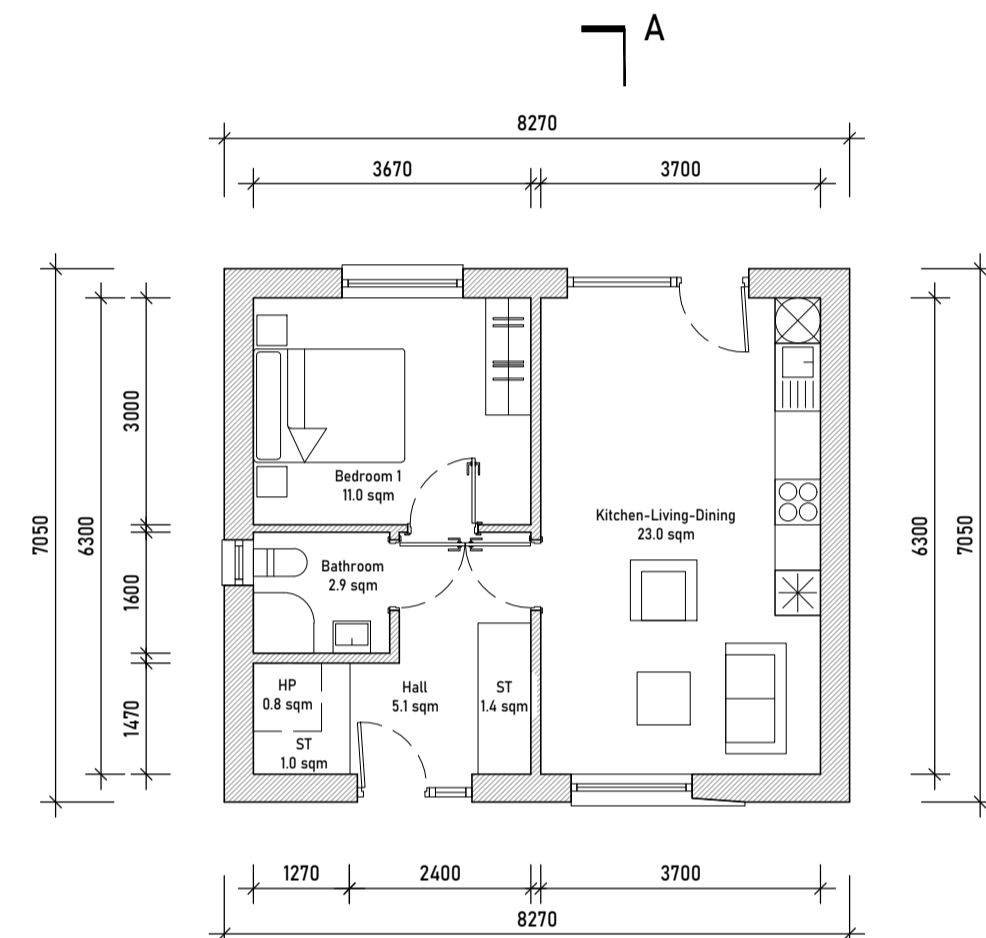 A
8270
3670
3700
7050
6300
3000
1600
1470
Bedroom 1
11.0 sqm
Kitchen-Living-Dining
23.0 sqm
Bathroom
2.9 sqm
HP
0.8 sqm
ST
1.0 sqm
Hall
5.1 sqm
ST
1.4 sqm
6300
7050
1270
2400
3700
8270